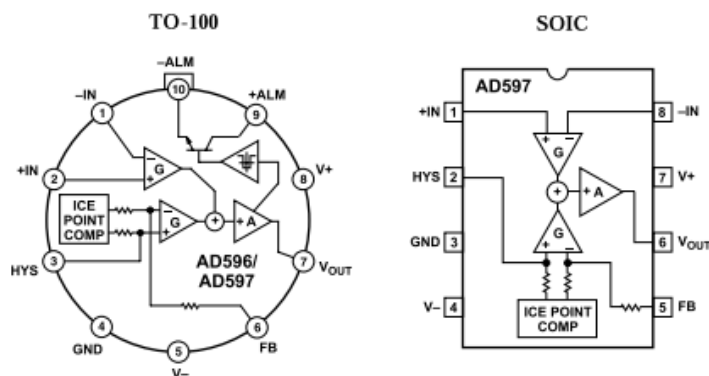 TO-100
–ALM
10
–IN
+ALM
1
9
–
+IN
G
V+
2
+
8
ICE
POINT
COMP
–
G
+
+
+A
7
VOUT
3
HYS
AD596/
AD597
4
GND
5
V–
6
FB
SOIC
AD597
+IN
1
8
–IN
+ –
G
HYS
2
7
V+
+
+A
G
GND
3
+ –
6
VOUT
V–
4
ICE POINT
COMP
5
FB